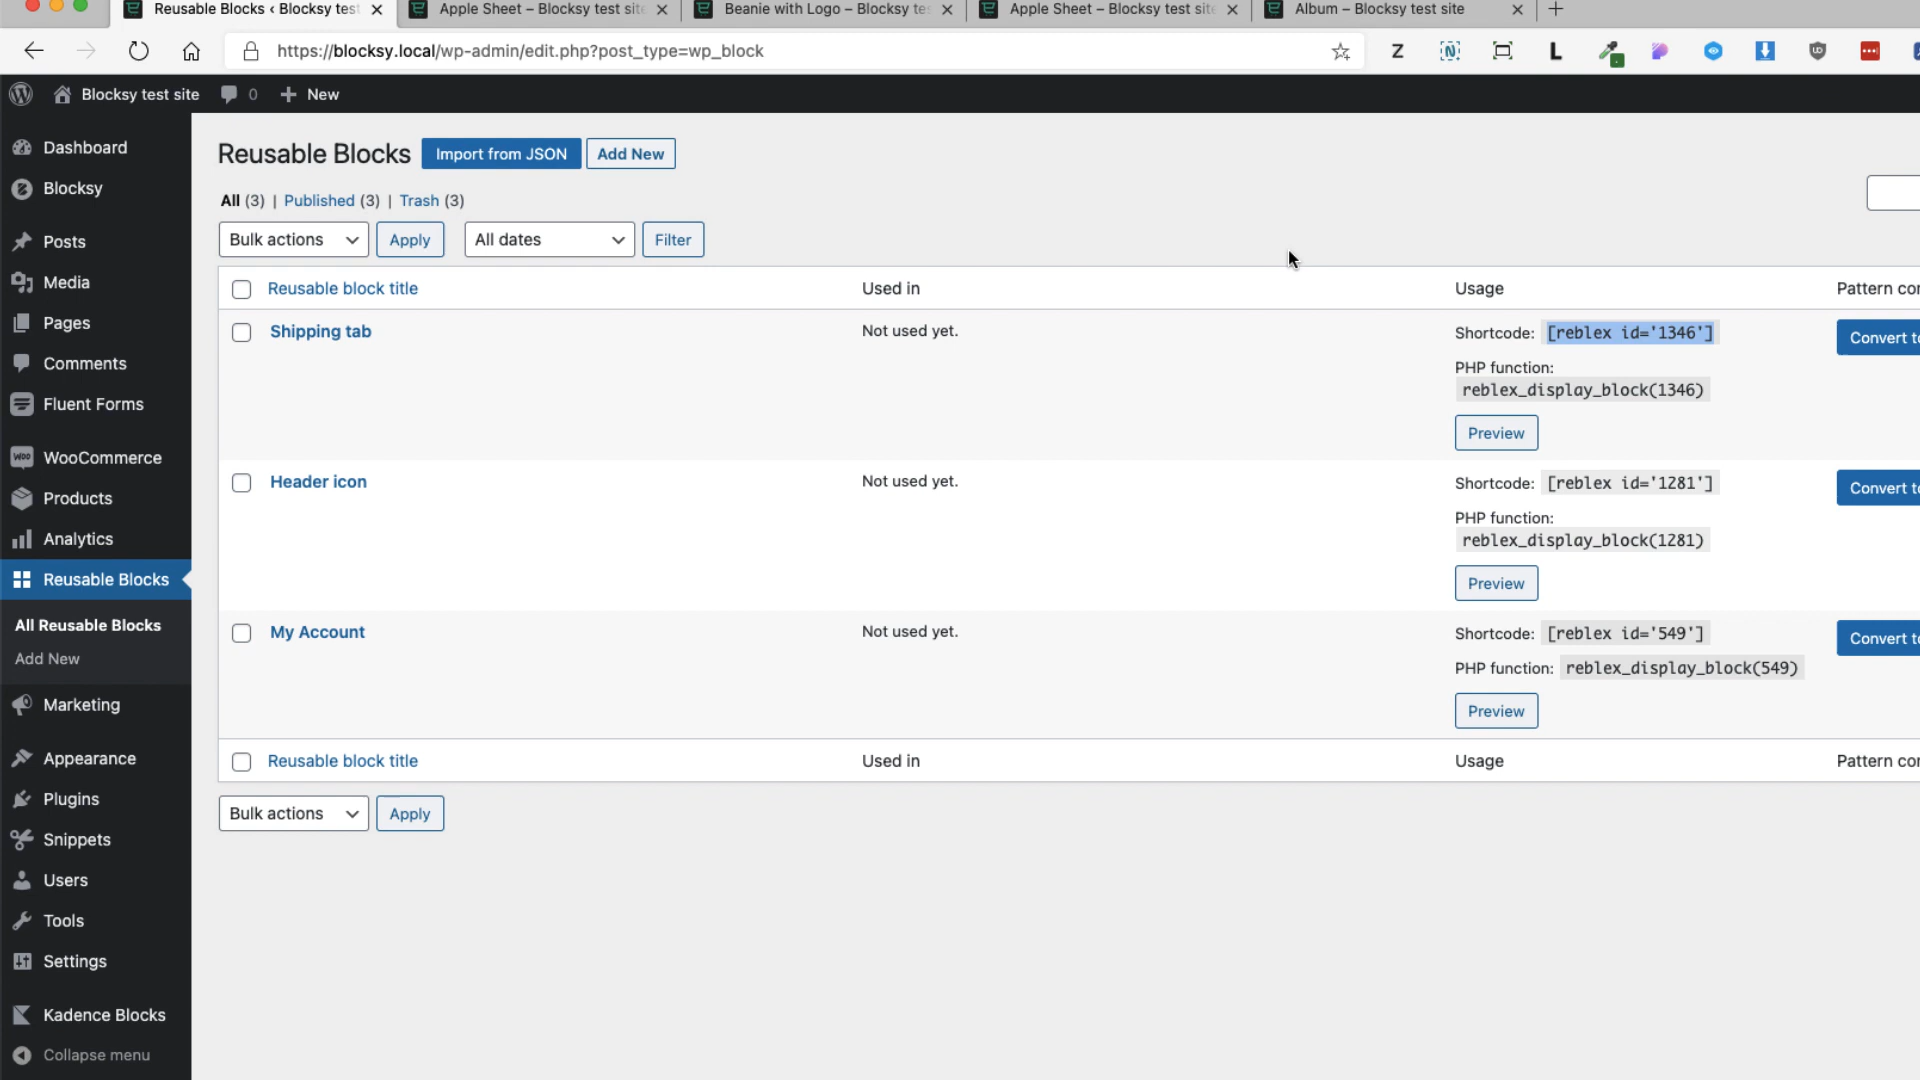 Reusable Blocks ‹ Blocksy test
Apple Sheet – Blocksy test site
Beanie with Logo – Blocksy te
Apple Sheet – Blocksy test site
Album – Blocksy test site
https://blocksy.local/wp-admin/edit.php?post_type=wp_block
Blocksy test site
0
New
Dashboard
Blocksy
Posts
Media
Pages
Comments
Fluent Forms
WooCommerce
Products
Analytics
Reusable Blocks
All Reusable Blocks
Add New
Marketing
Appearance
Plugins
Snippets
Users
Tools
Settings
Kadence Blocks
Collapse menu
Reusable Blocks Import from JSON Add New
All (3) | Published (3) | Trash (3)
Bulk actions Apply All dates Filter
Reusable block title Used in Usage Pattern con
Shipping tab Not used yet. Shortcode: [reblex id='1346'] Convert to
PHP function:
reblex_display_block(1346)
Preview
Header icon Not used yet. Shortcode: [reblex id='1281'] Convert to
PHP function:
reblex_display_block(1281)
Preview
My Account Not used yet. Shortcode: [reblex id='549'] Convert to
PHP function: reblex_display_block(549)
Preview
Reusable block title Used in Usage Pattern con
Bulk actions Apply